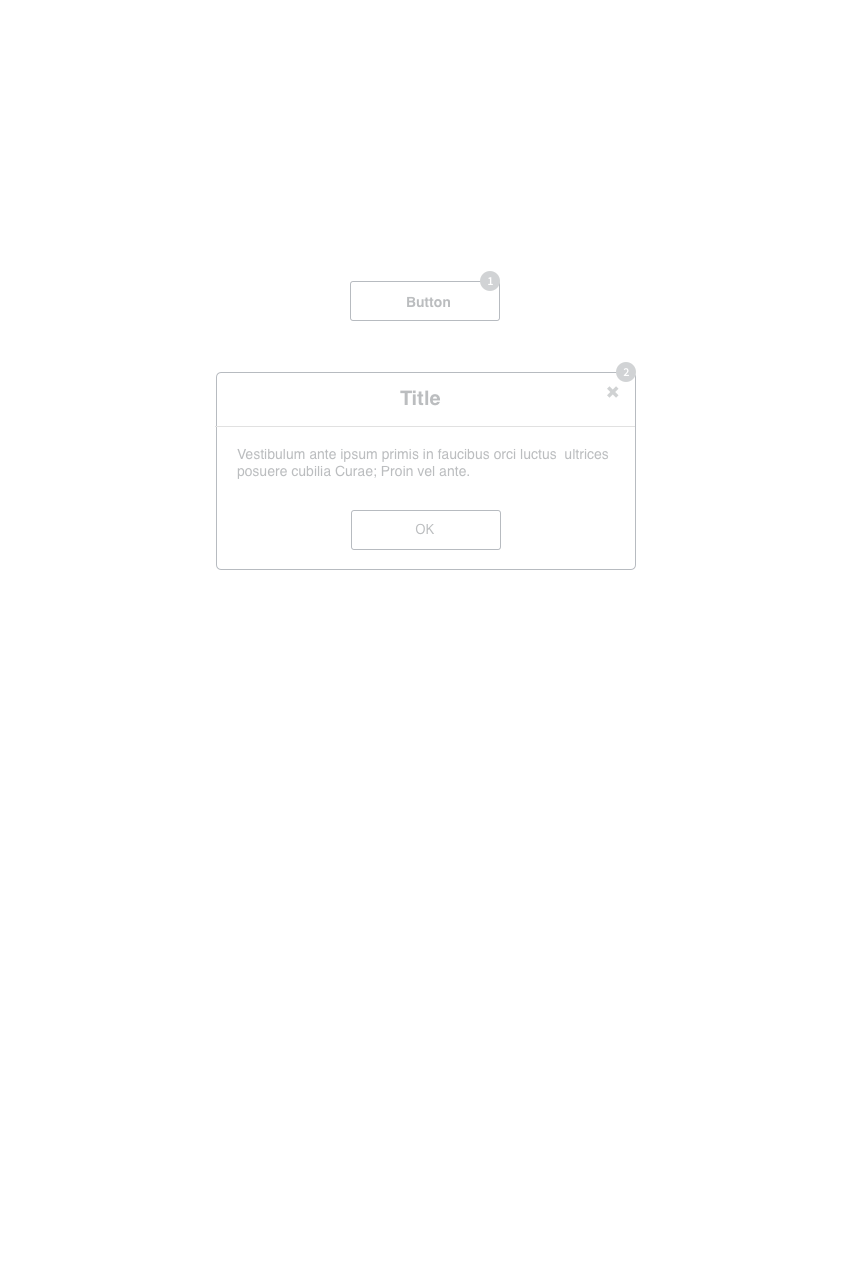 1
Button
2
Title
Vestibulum ante ipsum primis in faucibus orci luctus  ultrices
posuere cubilia Curae; Proin vel ante.
OK